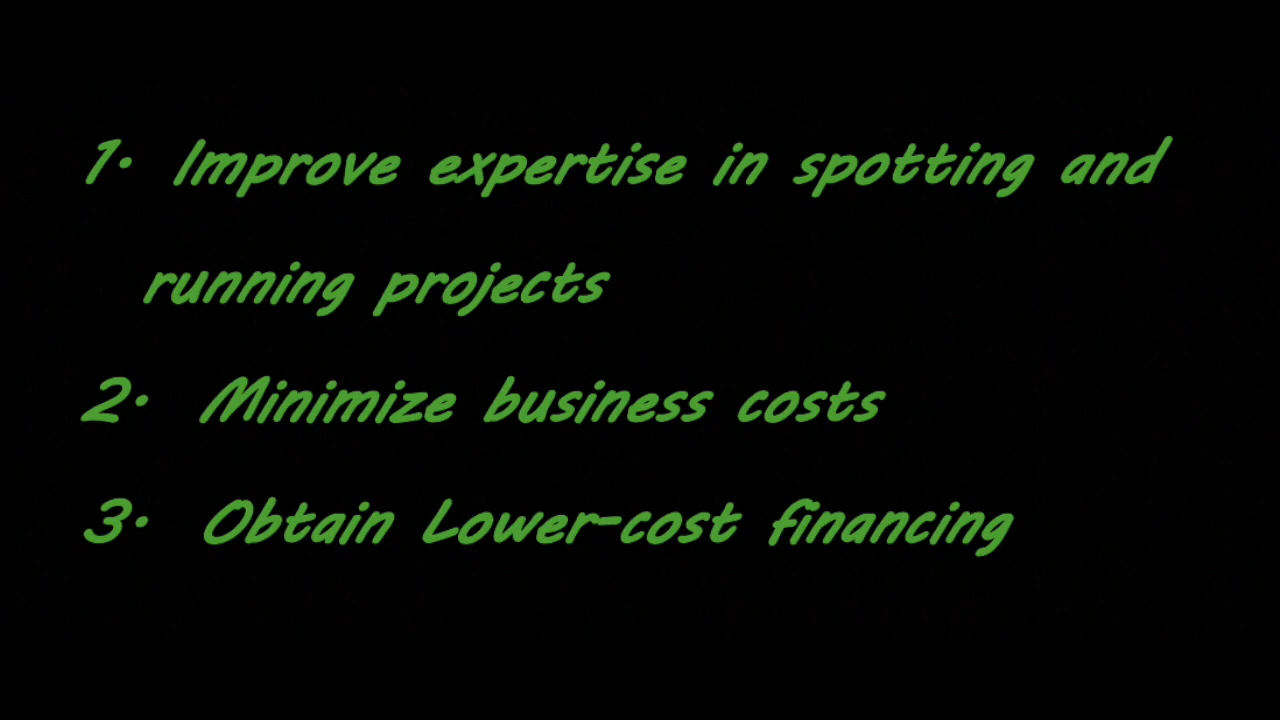 1. Improve expertise in spotting and
running projects
2. Minimize business costs
3. Obtain Lower-cost financing